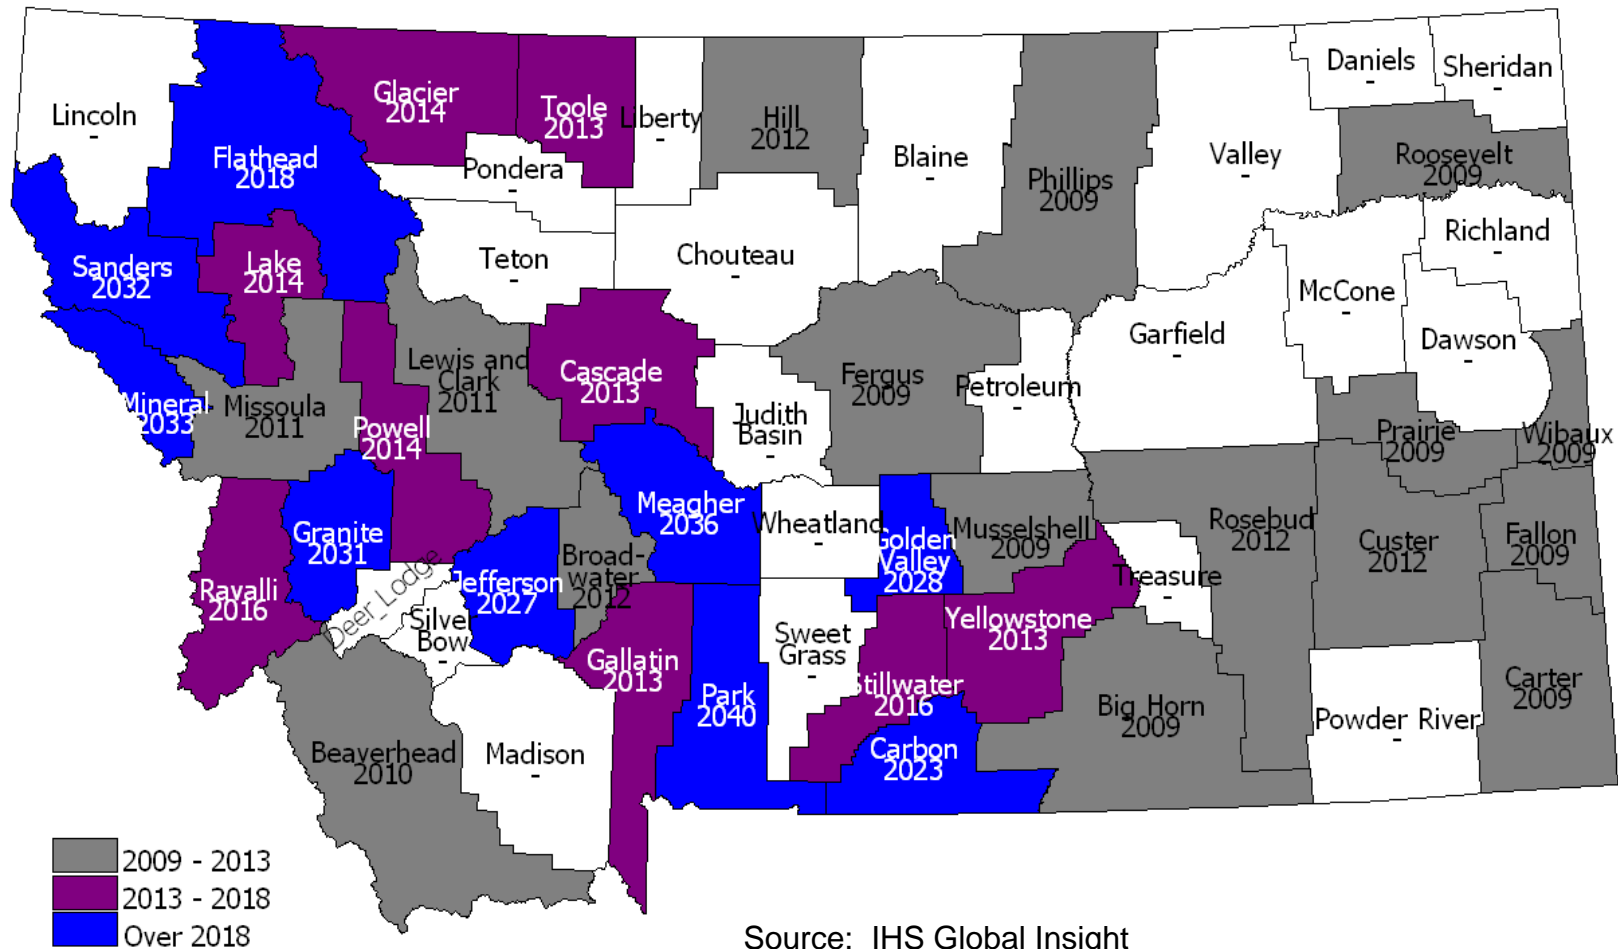 Lincoln
-
Flathead
2018
Glacier
2014
Toole
2013
Liberty
-
Hill
2012
Blaine
-
Phillips
2009
Valley
-
Daniels
-
Sheridan
-
Roosevelt
2009
Pondera
-
Teton
-
Chouteau
-
Richland
-
McCone
-
Dawson
-
Garfield
-
Sanders
2032
Lake
2014
Mineral
2033
Missoula
2011
Powell
2014
Lewis and
Clark
2011
Cascade
2013
Judith
Basin
-
Fergus
2009
Petroleum
-
Prairie
2009
Wibaux
2009
Granite
2031
Ravalli
2016
Deer Lodge
-
Silve
Bow
-
Jefferson
2027
Broad-
water
2012
Meagher
2036
Wheatland
-
Golden
Valley
2028
Musselshell
2009
Treasure
-
Rosebud
2012
Custer
2012
Fallon
2009
Yellowstone
2013
Sweet
Grass
-
Stillwater
2016
Gallatin
2013
Park
2040
Carbon
2023
Big Horn
2009
Powder River
-
Carter
2009
Beaverhead
2010
Madison
-
2009 - 2013
2013 - 2018
Over 2018
Source: IHS Global Insight